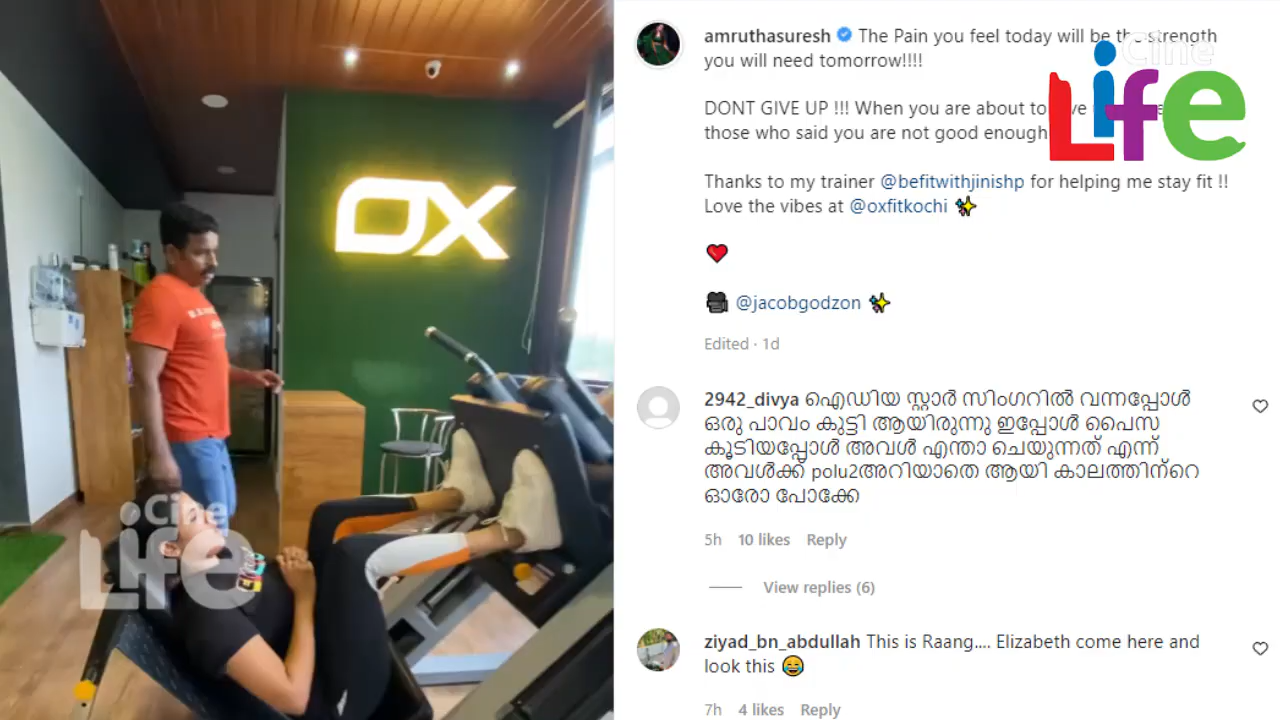 OX
Cine
Life
amruthasuresh The Pain you feel today will be the strength
you will need tomorrow!!!!
Cine
Life
DONT GIVE UP !!! When you are about to
those who said you are not good enough
Thanks to my trainer @befitwithjinishp for helping me stay fit !!
Love the vibes at @oxfitkochi ✨
❤️
🎥 @jacobgodzon ✨
Edited · 1d
2942_divya ഐഡിയ സ്റ്റാർ സിംഗറിൽ വന്നപ്പോൾ
ഒരു പാവം കുട്ടി ആയിരുന്നു ഇപ്പോൾ പൈസ
കൂടിയപ്പോൾ അവൾ എന്താ ചെയുന്നത് എന്ന്
അവൾക്ക് polu2അറിയാതെ ആയി കാലത്തിന്റെ
ഓരോ പോക്കേ
5h 10 likes Reply
View replies (6)
ziyad_bn_abdullah This is Raang.... Elizabeth come here and
look this 😂
7h 4 likes Reply